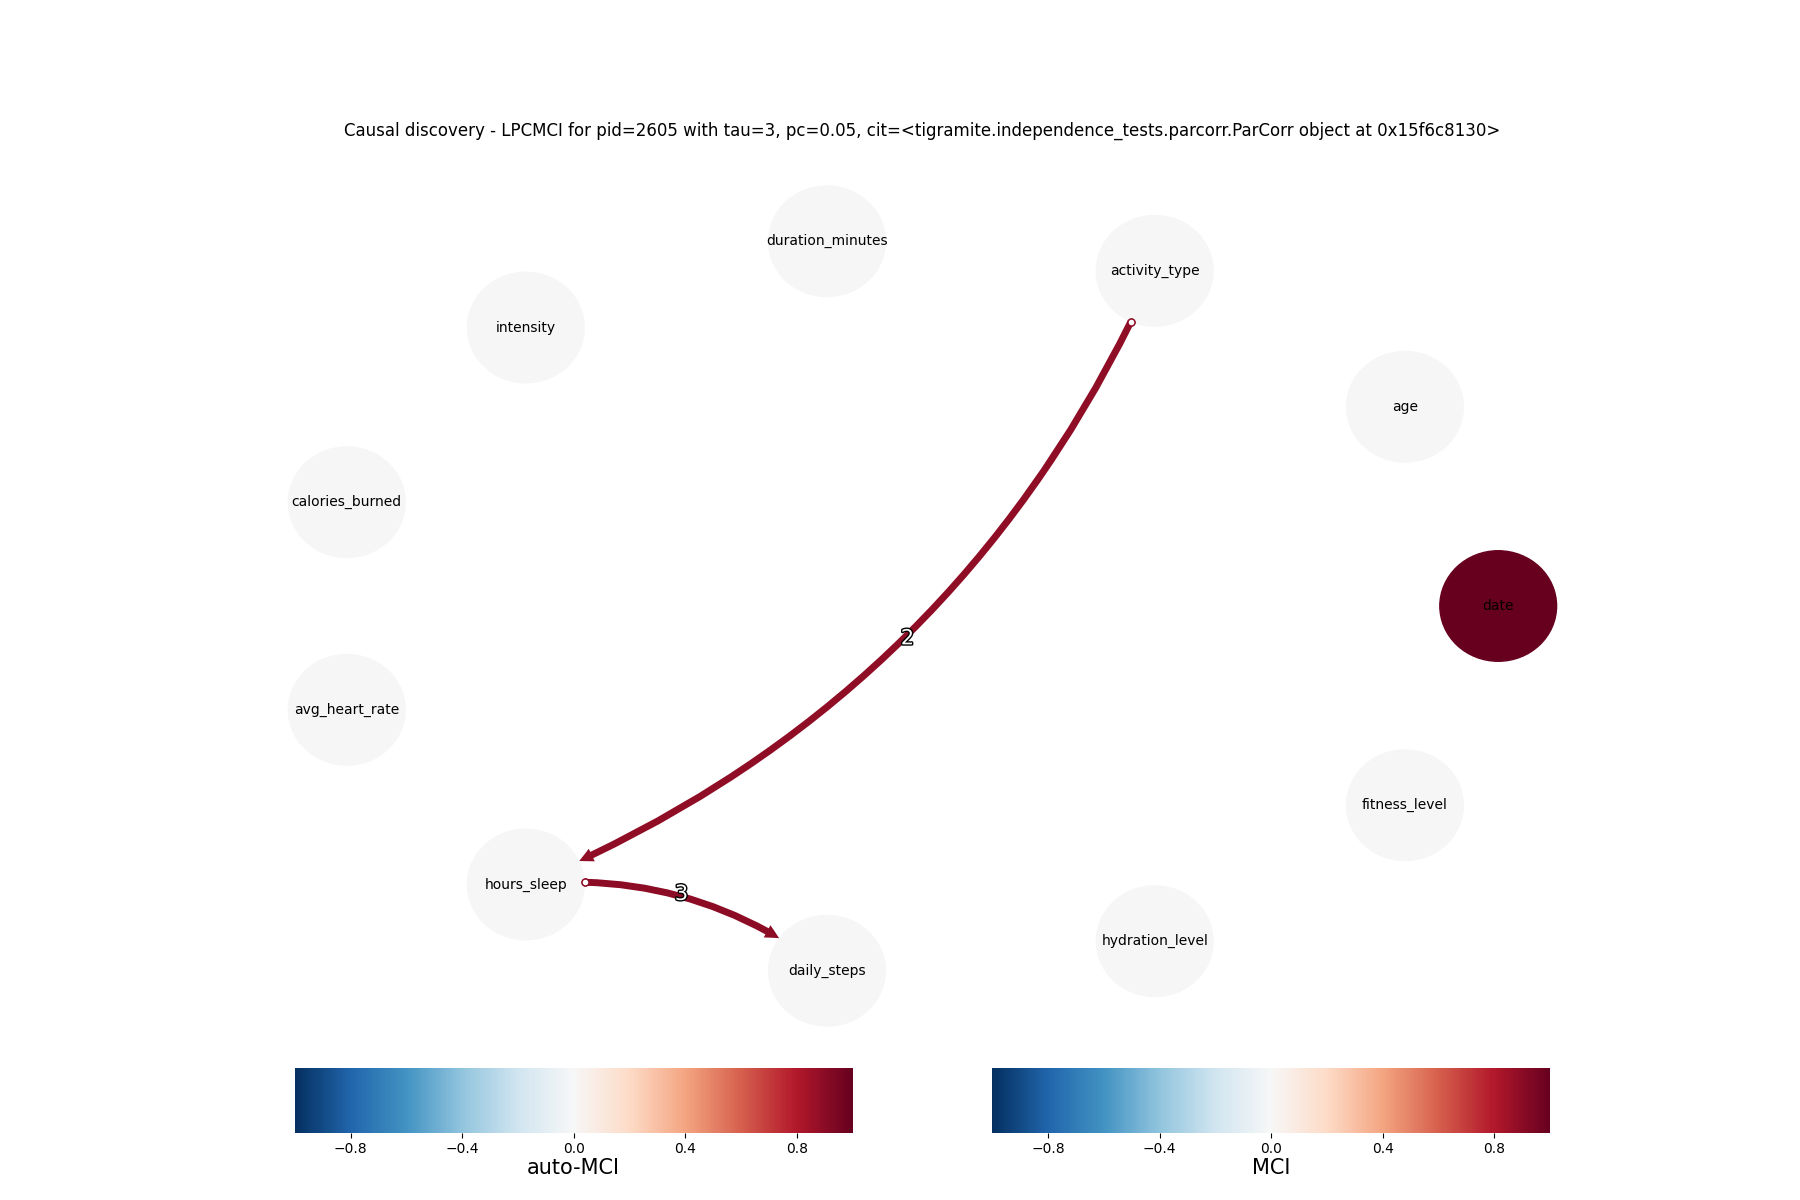 Causal discovery - LPCMCI for pid=2605 with tau=3, pc=0.05, cit=<tigramite.independence_tests.parcorr.ParCorr object at 0x15f6c8130>
duration_minutes
activity_type
intensity
age
calories_burned
date
2
avg_heart_rate
fitness_level
hours_sleep
3
hydration_level
daily_steps
−0.8 −0.4 0.0 0.4 0.8
auto-MCI
−0.8 −0.4 0.0 0.4 0.8
MCI